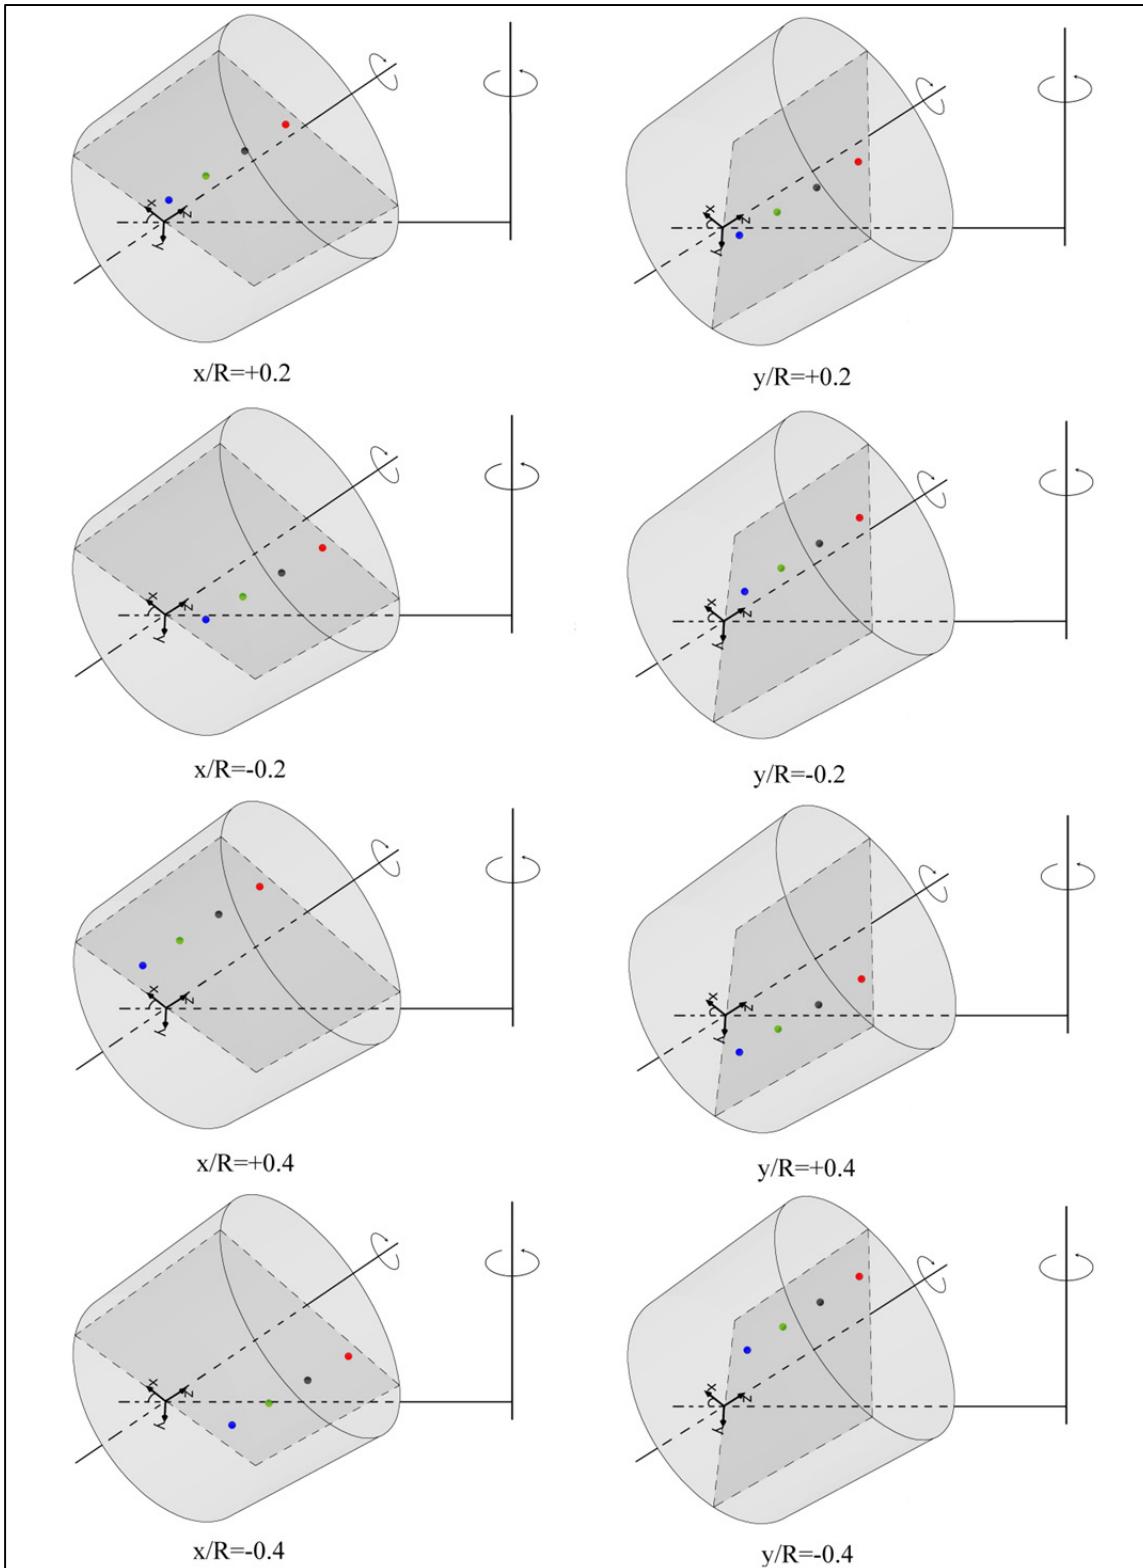 x
z
y
x
z
y
x/R=+0.2
y/R=+0.2
x
z
y
x
z
y
x/R=-0.2
y/R=-0.2
x
z
y
x
z
y
x/R=+0.4
y/R=+0.4
x
z
y
x
z
y
x/R=-0.4
y/R=-0.4